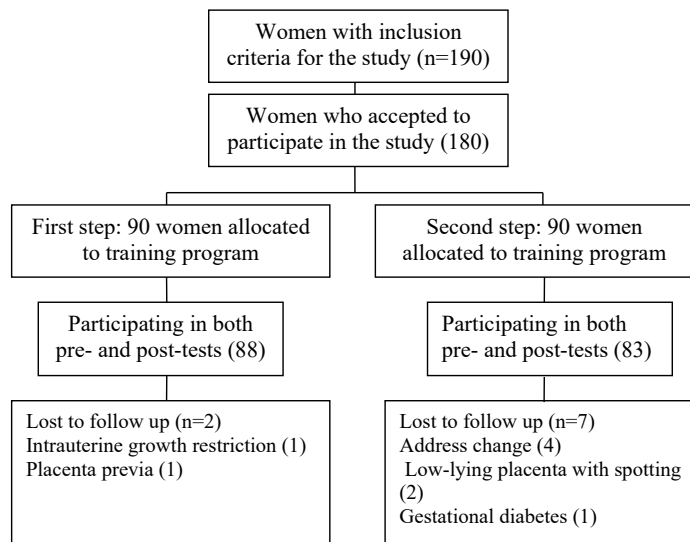 Women with inclusion
criteria for the study (n=190)
Women who accepted to
participate in the study (180)
First step: 90 women allocated
to training program
Second step: 90 women
allocated to training program
Participating in both
pre- and post-tests (88)
Participating in both
pre- and post-tests (83)
Lost to follow up (n=2)
Intrauterine growth restriction (1)
Placenta previa (1)
Lost to follow up (n=7)
Address change (4)
Low-lying placenta with spotting
(2)
Gestational diabetes (1)